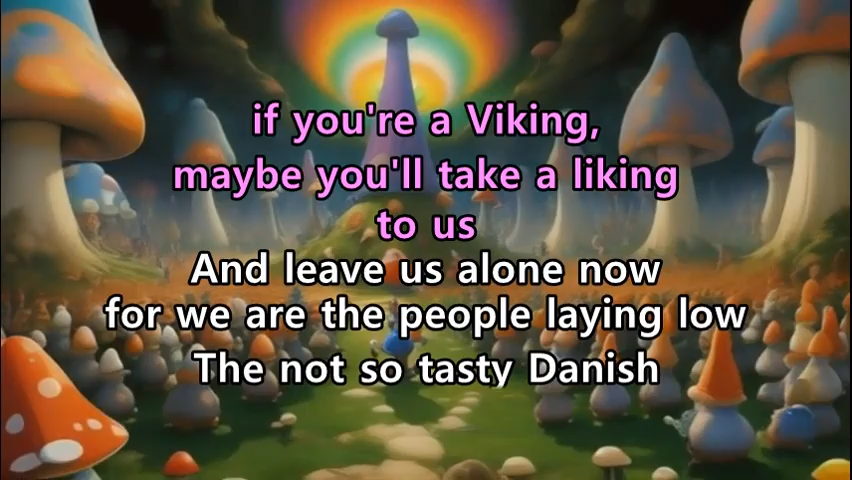 if you're a Viking,
maybe you'll take a liking
to us
And leave us alone now
for we are the people laying low
The not so tasty Danish